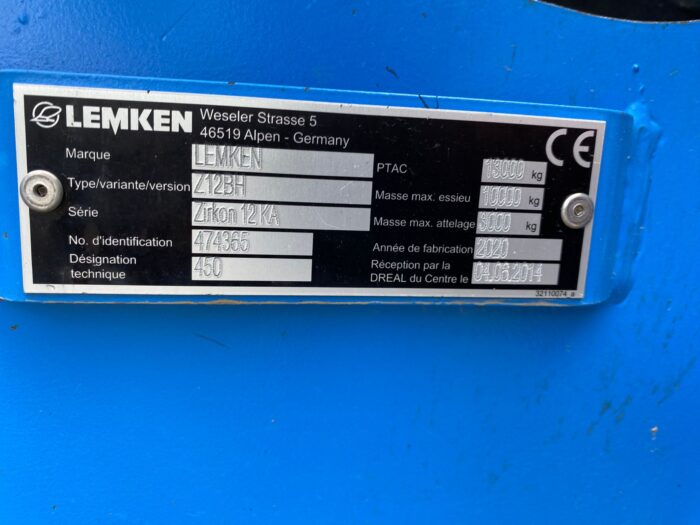 LEMKEN
Weseler Strasse 5
46519 Alpen - Germany
CE
Marque LEMKEN
Type/variante/version Z12BH
Série Zirkon 12 KA
No. d'identification 474365
Désignation technique 450
PTAC 13000 kg
Masse max. essieu 10000 kg
Masse max. attelage 3000 kg
Année de fabrication 2020
Réception par la
DREAL du Centre le 04.06.2014
32110074 a